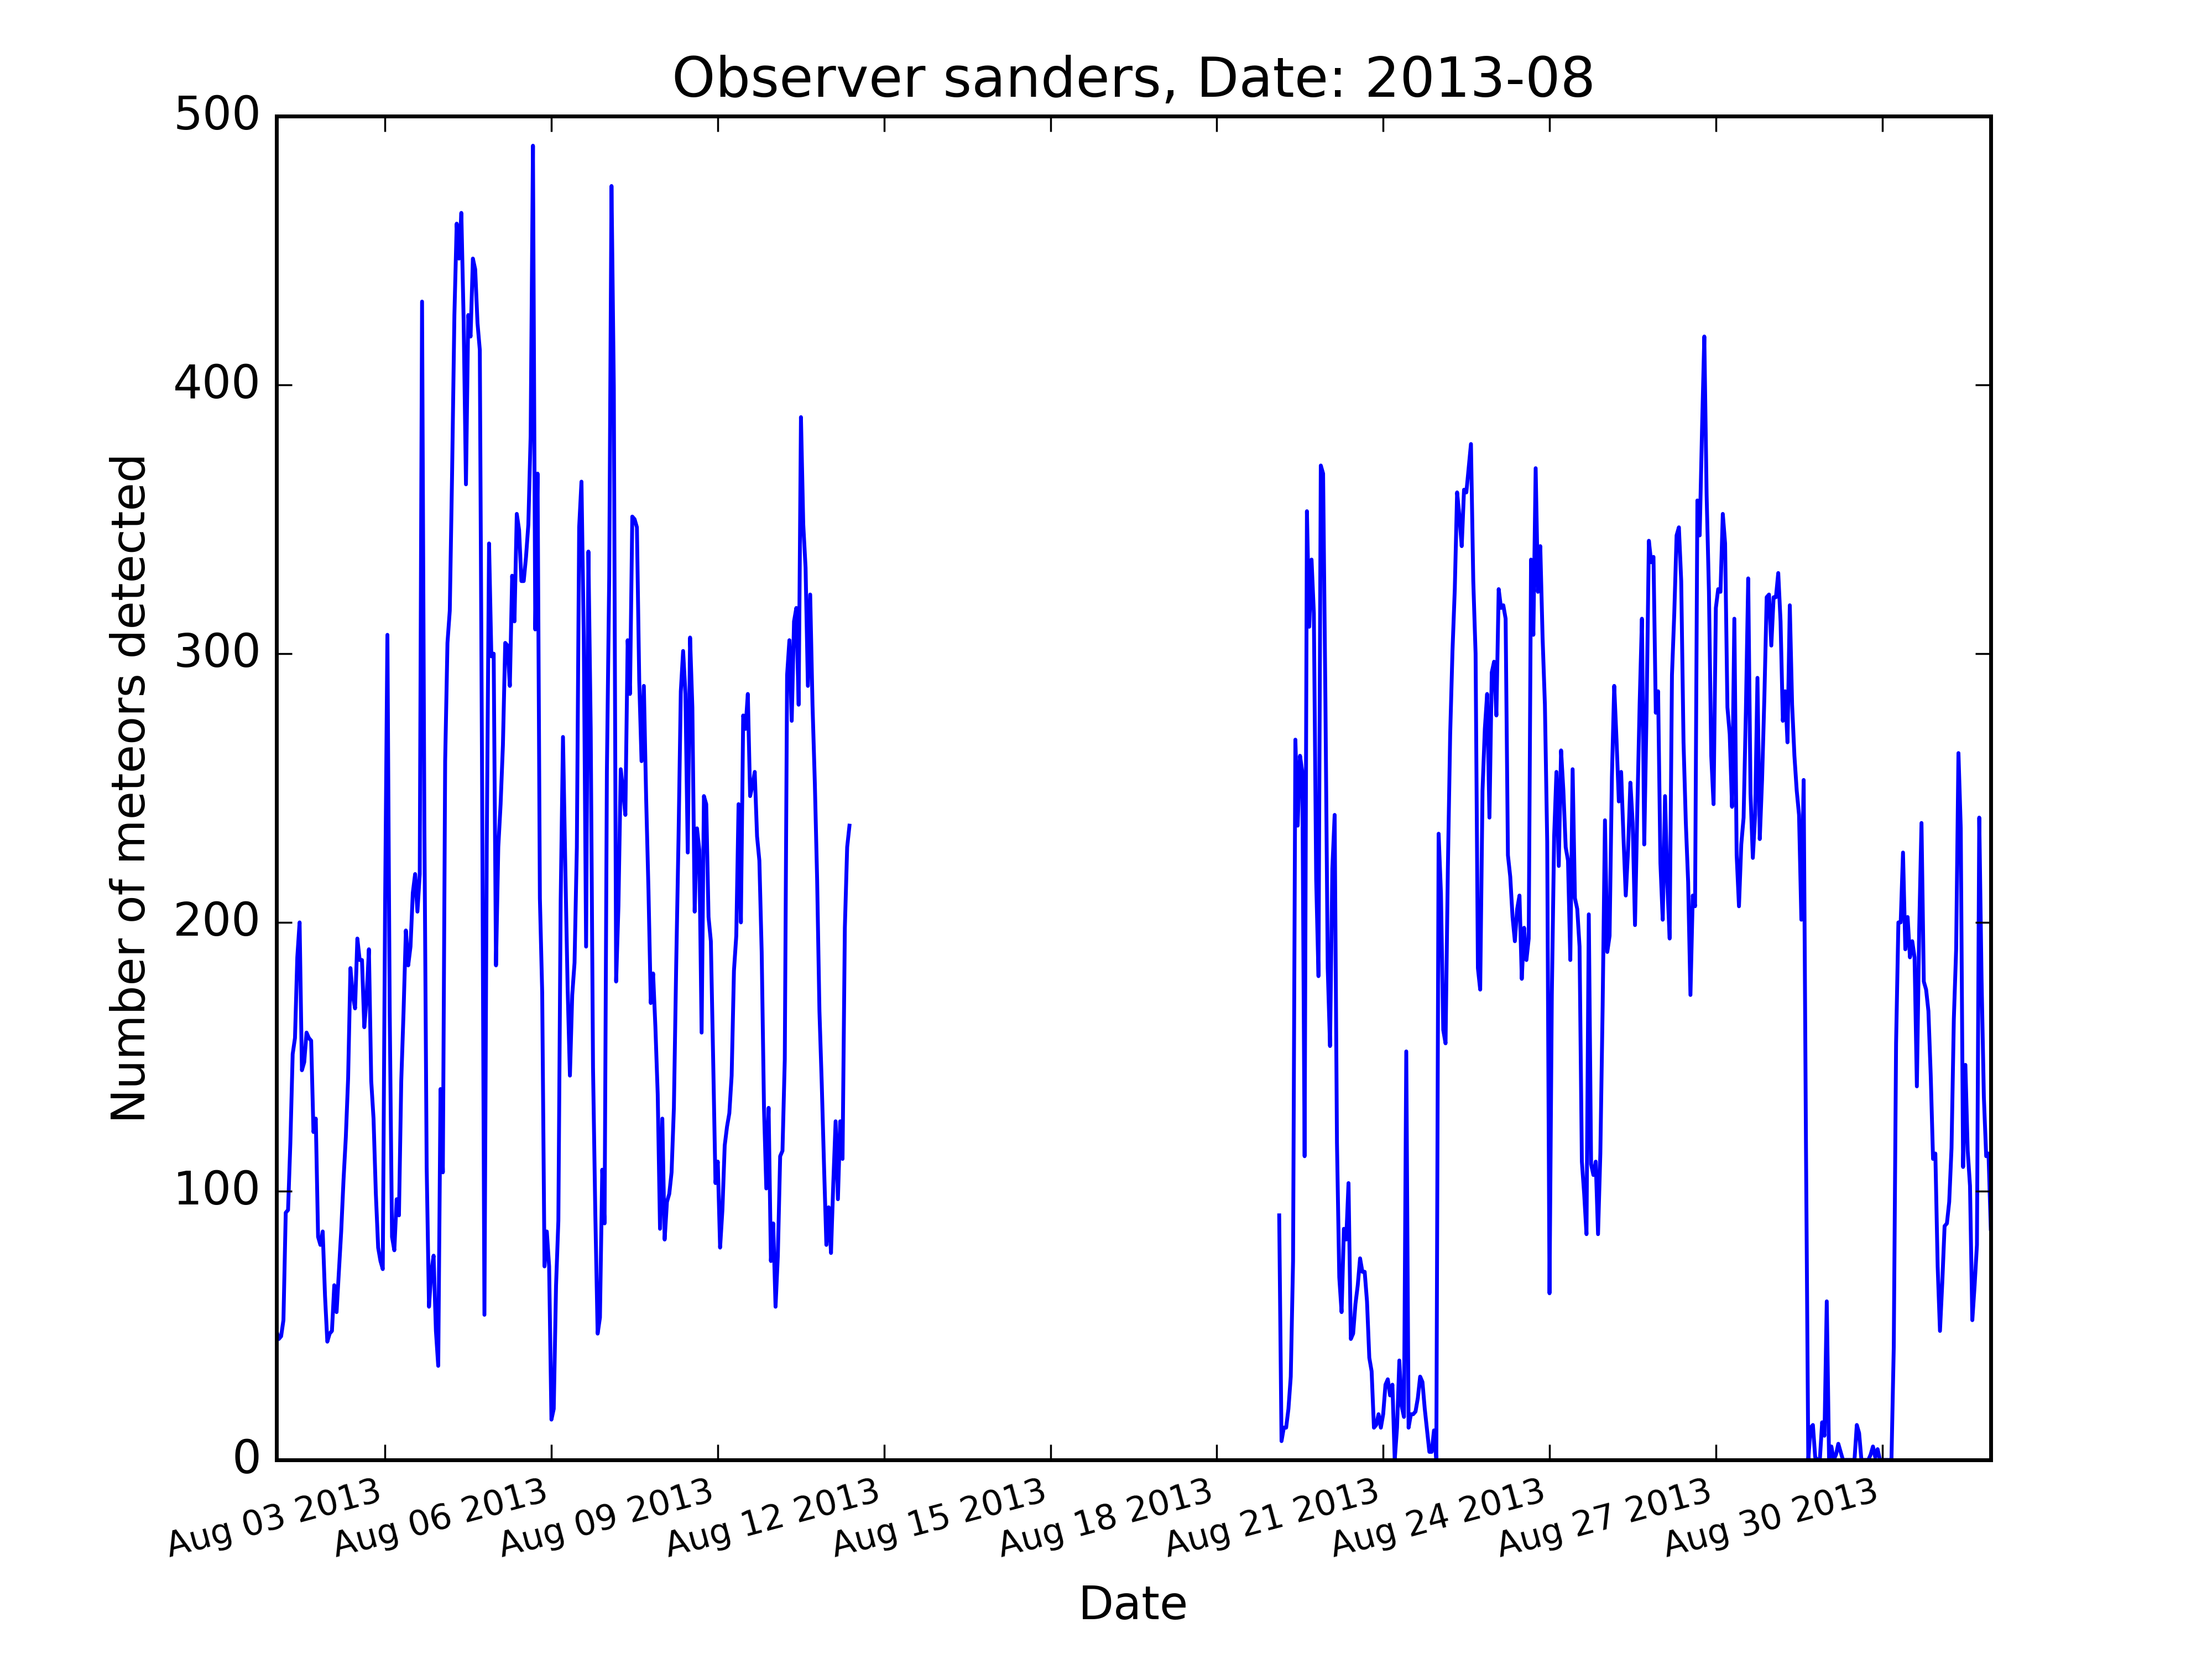 Observer sanders, Date: 2013-08
Number of meteors detected
500
400
300
200
100
0
Aug 03 2013
Aug 06 2013
Aug 09 2013
Aug 12 2013
Aug 15 2013
Aug 18 2013
Aug 21 2013
Aug 24 2013
Aug 27 2013
Aug 30 2013
Date